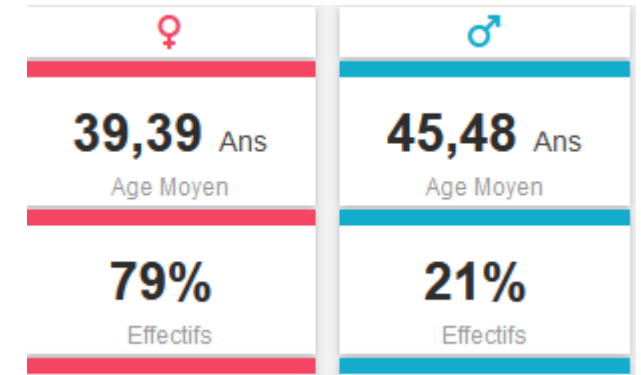 ♀ ♂
39,39 Ans 45,48 Ans
Age Moyen Age Moyen
79% 21%
Effectifs Effectifs